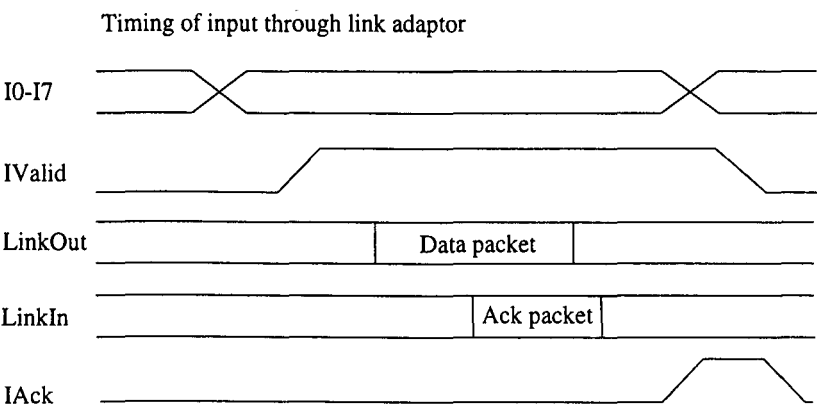 Timing of input through link adaptor
I0-I7
IValid
LinkOut
Data packet
LinkIn
Ack packet
IAck